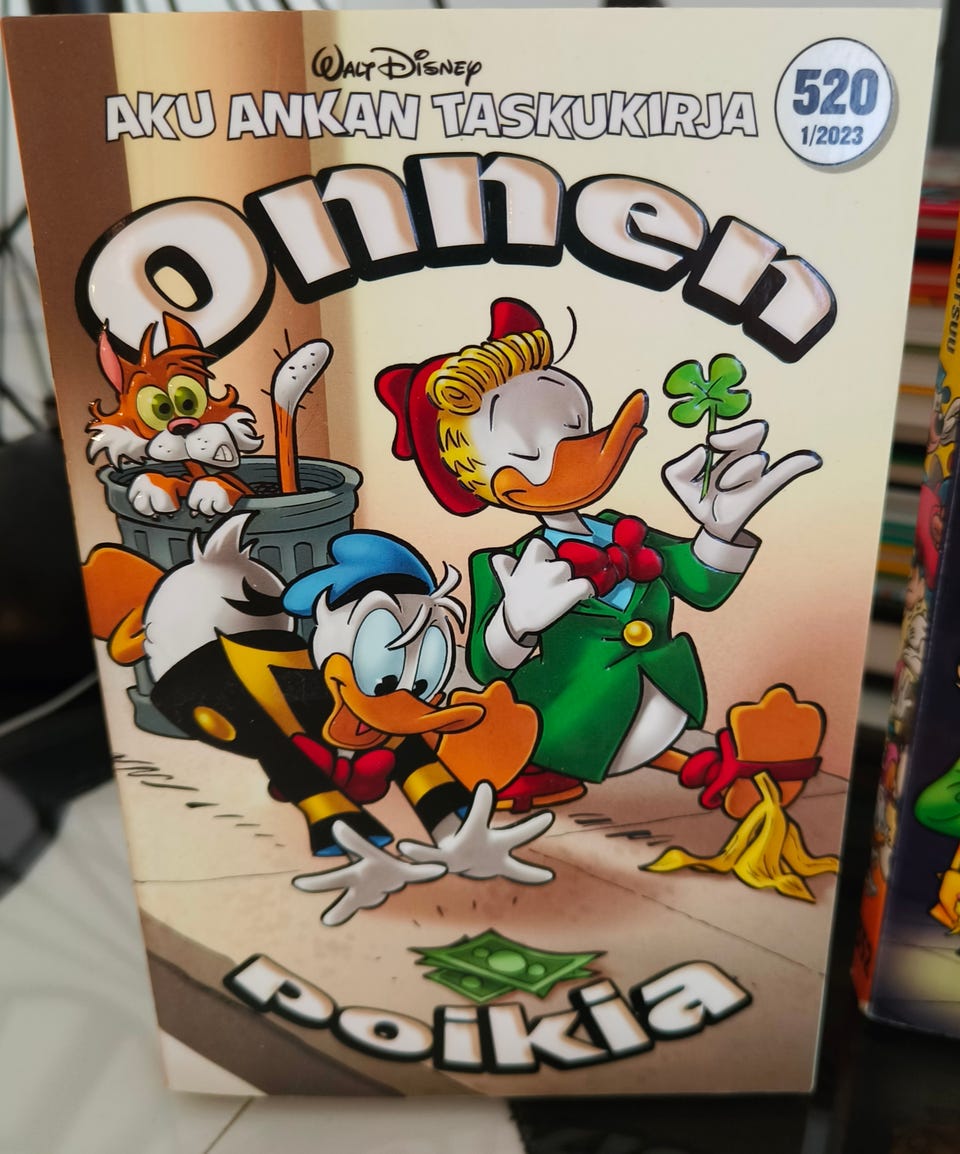 Walt Disney
AKU ANKAN TASKUKIRJA
520
1/2023
Onnen
poikia